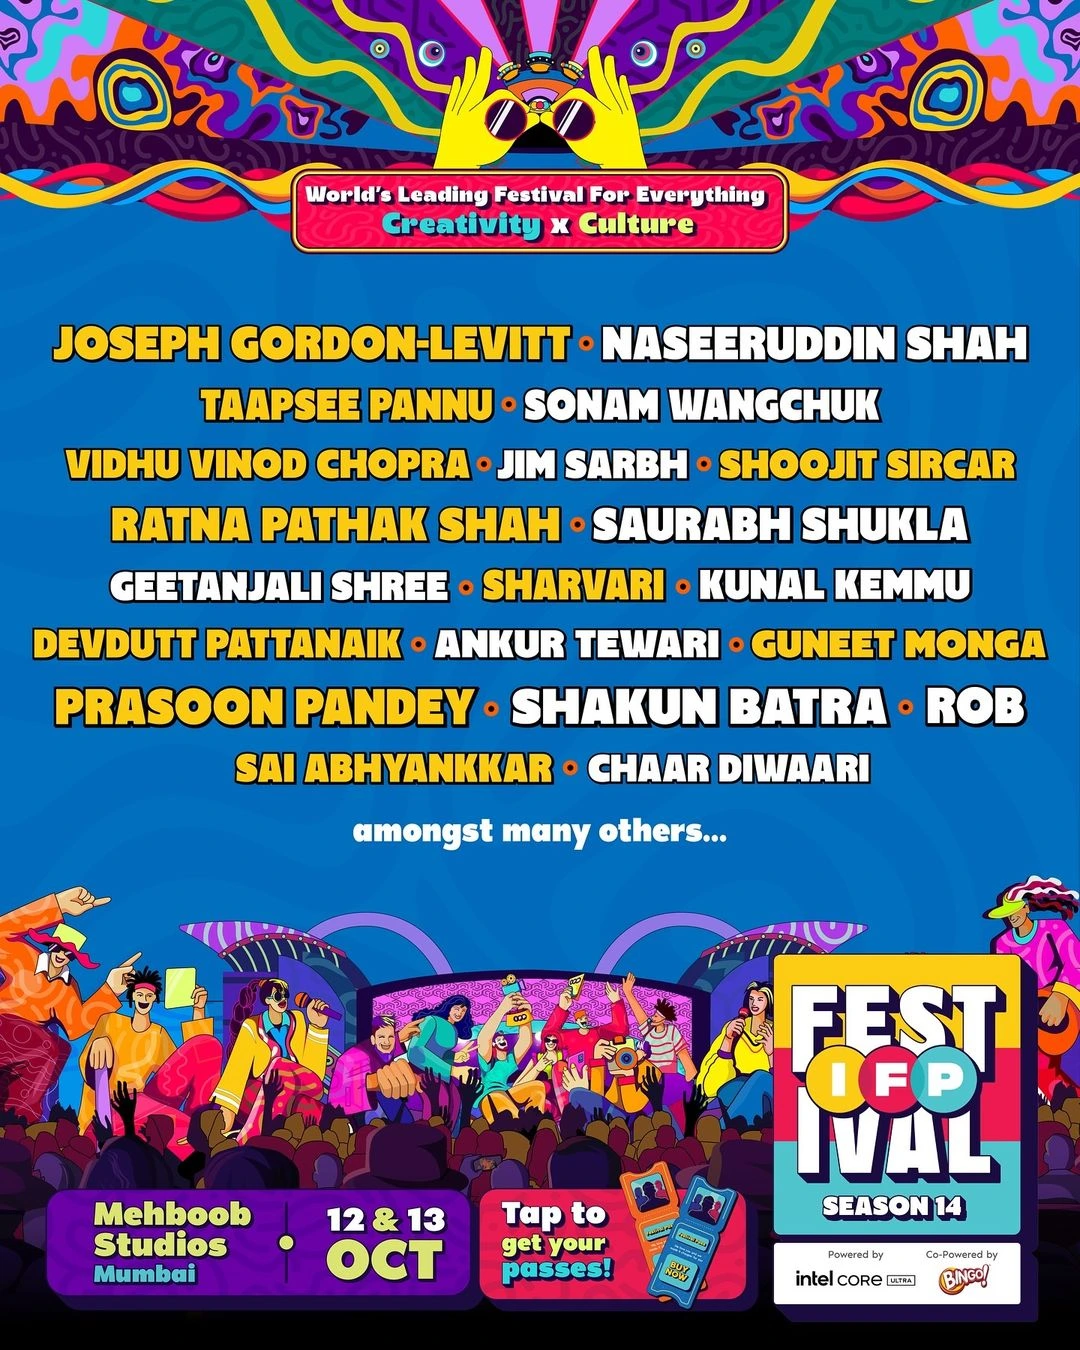 World's Leading Festival For Everything
Creativity x Culture
JOSEPH GORDON-LEVITT • NASEERUDDIN SHAH
TAAPSEE PANNU • SONAM WANGCHUK
VIDHU VINOD CHOPRA • JIM SARBH • SHOOJIT SIRCAR
RATNA PATHAK SHAH • SAURABH SHUKLA
GEETANJALI SHREE • SHARVARI • KUNAL KEMMU
DEVDUTT PATTANAIK • ANKUR TEWARI • GUNEET MONGA
PRASOON PANDEY • SHAKUN BATRA • ROB
SAI ABHYANKKAR • CHAAR DIWAARI
amongst many others...
Mehboob
Studios
Mumbai
12 & 13
OCT
Tap to
get your
passes!
BUY
NOW
FEST
IFP
IVAL
SEASON 14
Powered by
intel CORE ULTRA
Co-Powered by
BINGO!